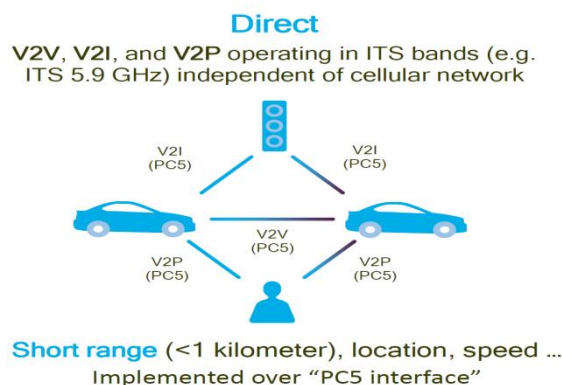 Direct
V2V, V2I, and V2P operating in ITS bands (e.g.
ITS 5.9 GHz) independent of cellular network
V2I
(PC5)
V2I
(PC5)
V2V
(PC5)
V2P
(PC5)
V2P
(PC5)
Short range (<1 kilometer), location, speed ...
Implemented over “PC5 interface”